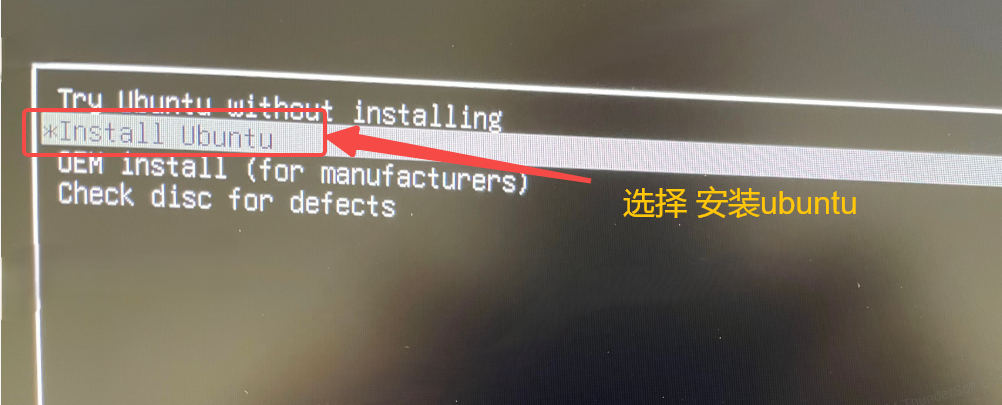 Try Ubuntu without installing
*Install Ubuntu
OEM install (for manufacturers)
Check disc for defects
选择 安装ubuntu